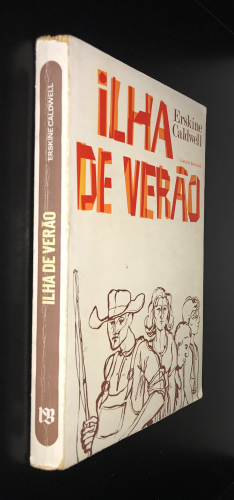 ERSKINE CALDWELL
ILHA DE VERÃO
iLHA
Erskine
Caldwell
DE VERÃO